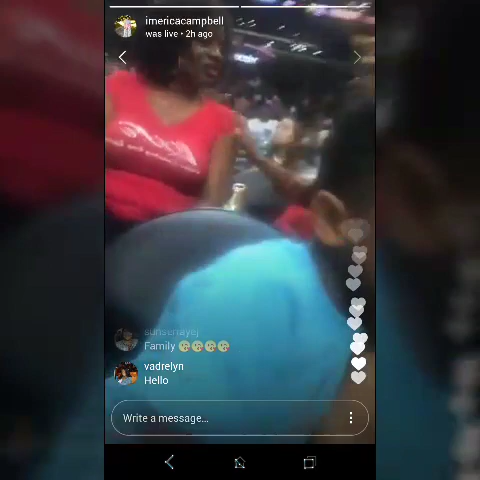 imericacampbell
was live • 2h ago
Family 😘😘😘😘
vadrelyn
Hello
Write a message...